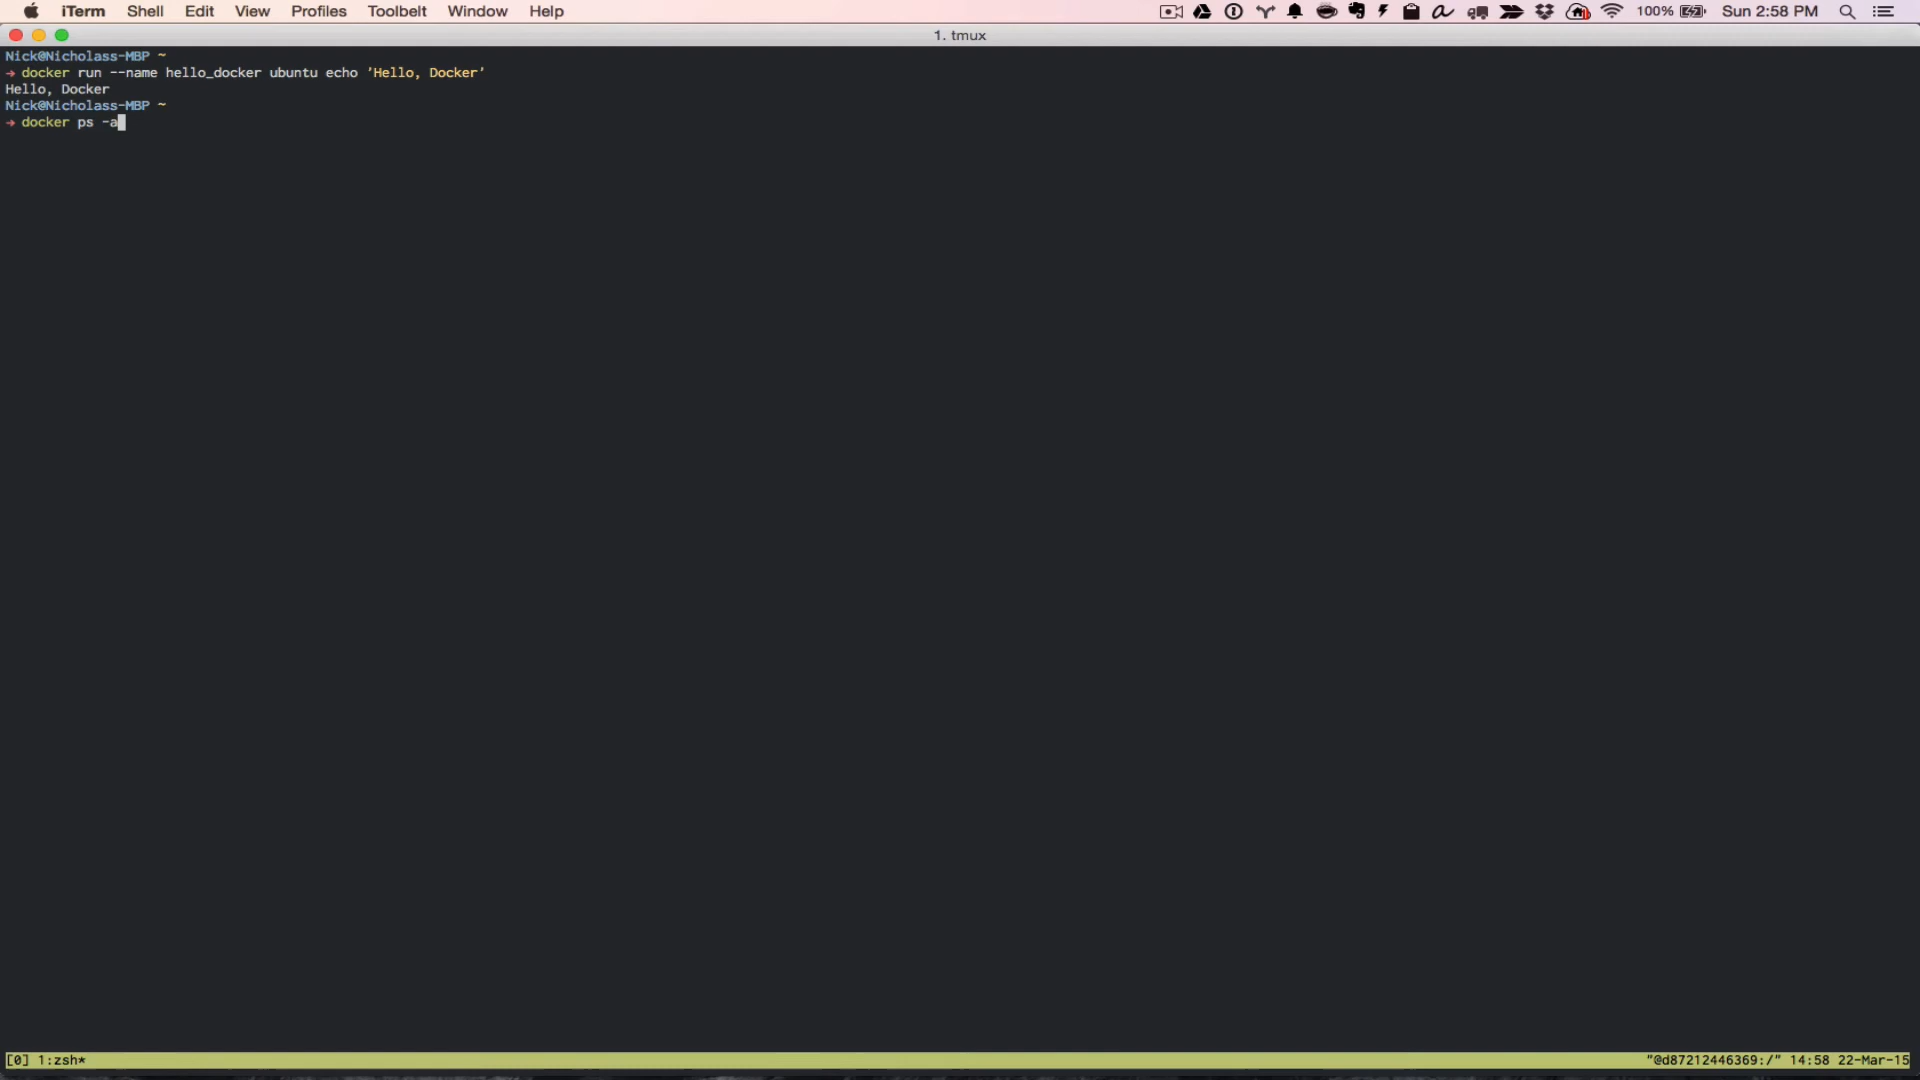 iTerm Shell Edit View Profiles Toolbelt Window Help 100% Sun 2:58 PM
1. tmux
Nick@Nicholass-MBP ~
→ docker run --name hello_docker ubuntu echo 'Hello, Docker'
Hello, Docker
Nick@Nicholass-MBP ~
→ docker ps -a
[0] 1:zsh* "@d87212446369:/" 14:58 22-Mar-15